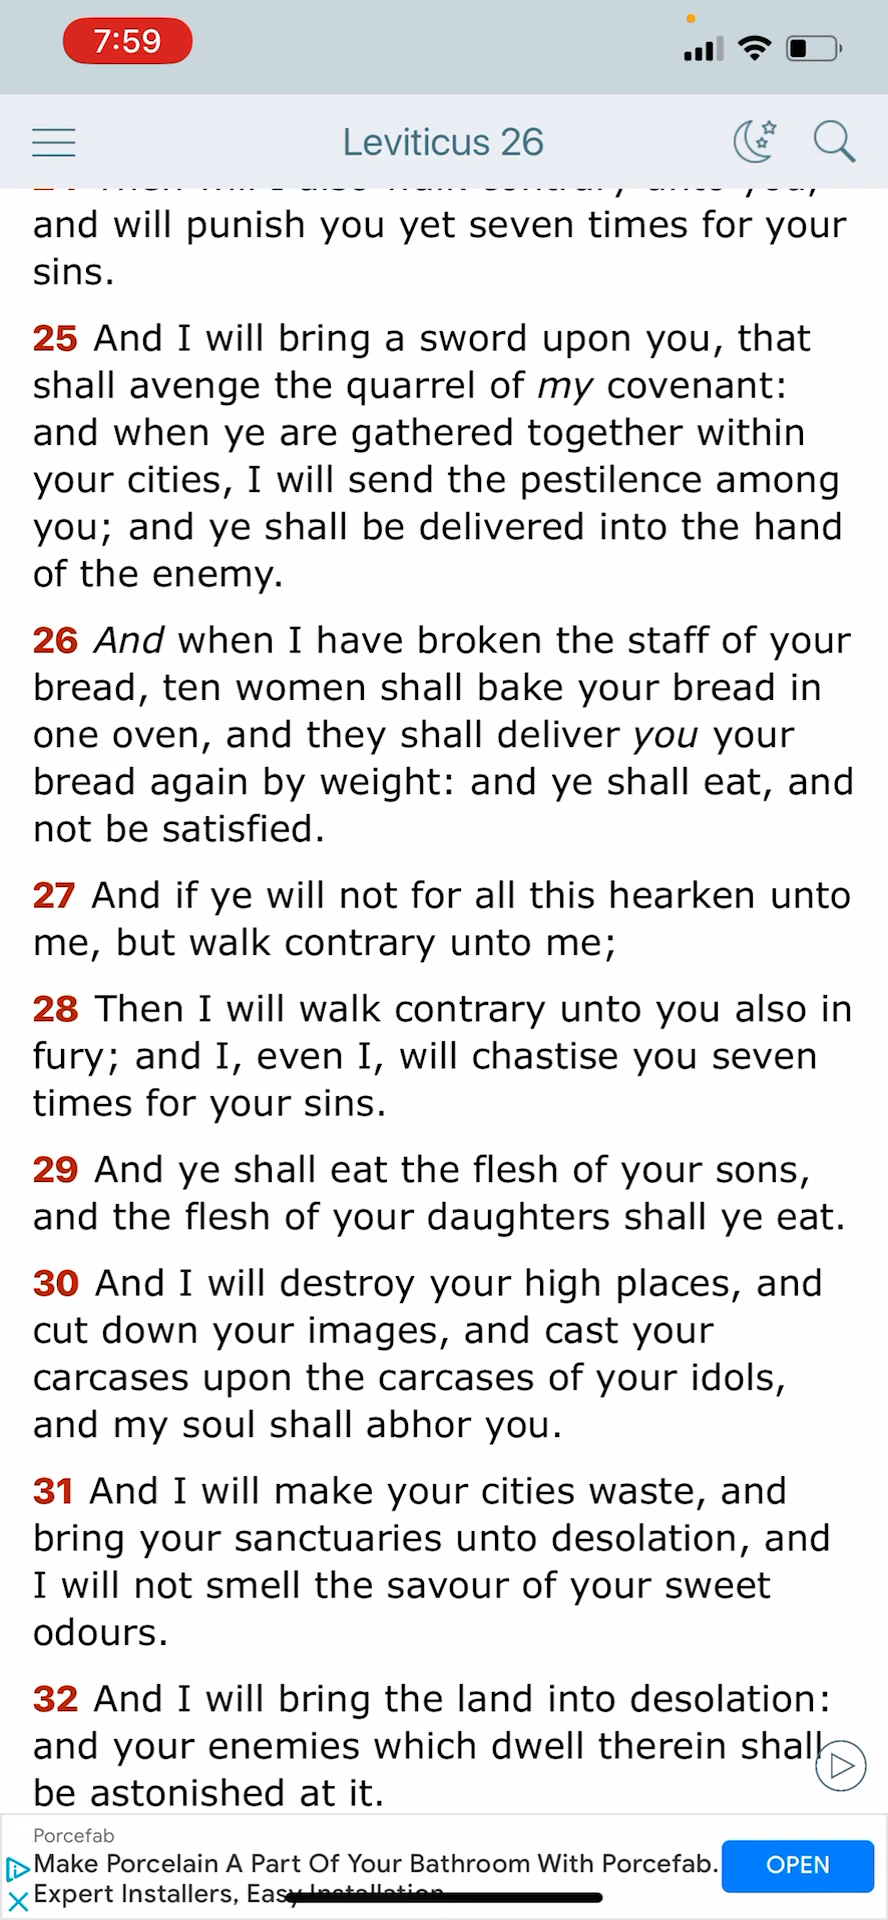 7:59
Leviticus 26
and will punish you yet seven times for your
sins.
25 And I will bring a sword upon you, that
shall avenge the quarrel of my covenant:
and when ye are gathered together within
your cities, I will send the pestilence among
you; and ye shall be delivered into the hand
of the enemy.
26 And when I have broken the staff of your
bread, ten women shall bake your bread in
one oven, and they shall deliver you your
bread again by weight: and ye shall eat, and
not be satisfied.
27 And if ye will not for all this hearken unto
me, but walk contrary unto me;
28 Then I will walk contrary unto you also in
fury; and I, even I, will chastise you seven
times for your sins.
29 And ye shall eat the flesh of your sons,
and the flesh of your daughters shall ye eat.
30 And I will destroy your high places, and
cut down your images, and cast your
carcases upon the carcases of your idols,
and my soul shall abhor you.
31 And I will make your cities waste, and
bring your sanctuaries unto desolation, and
I will not smell the savour of your sweet
odours.
32 And I will bring the land into desolation:
and your enemies which dwell therein shall
be astonished at it.
Porcefab
Make Porcelain A Part Of Your Bathroom With Porcefab.
Expert Installers, Easy Installation
OPEN